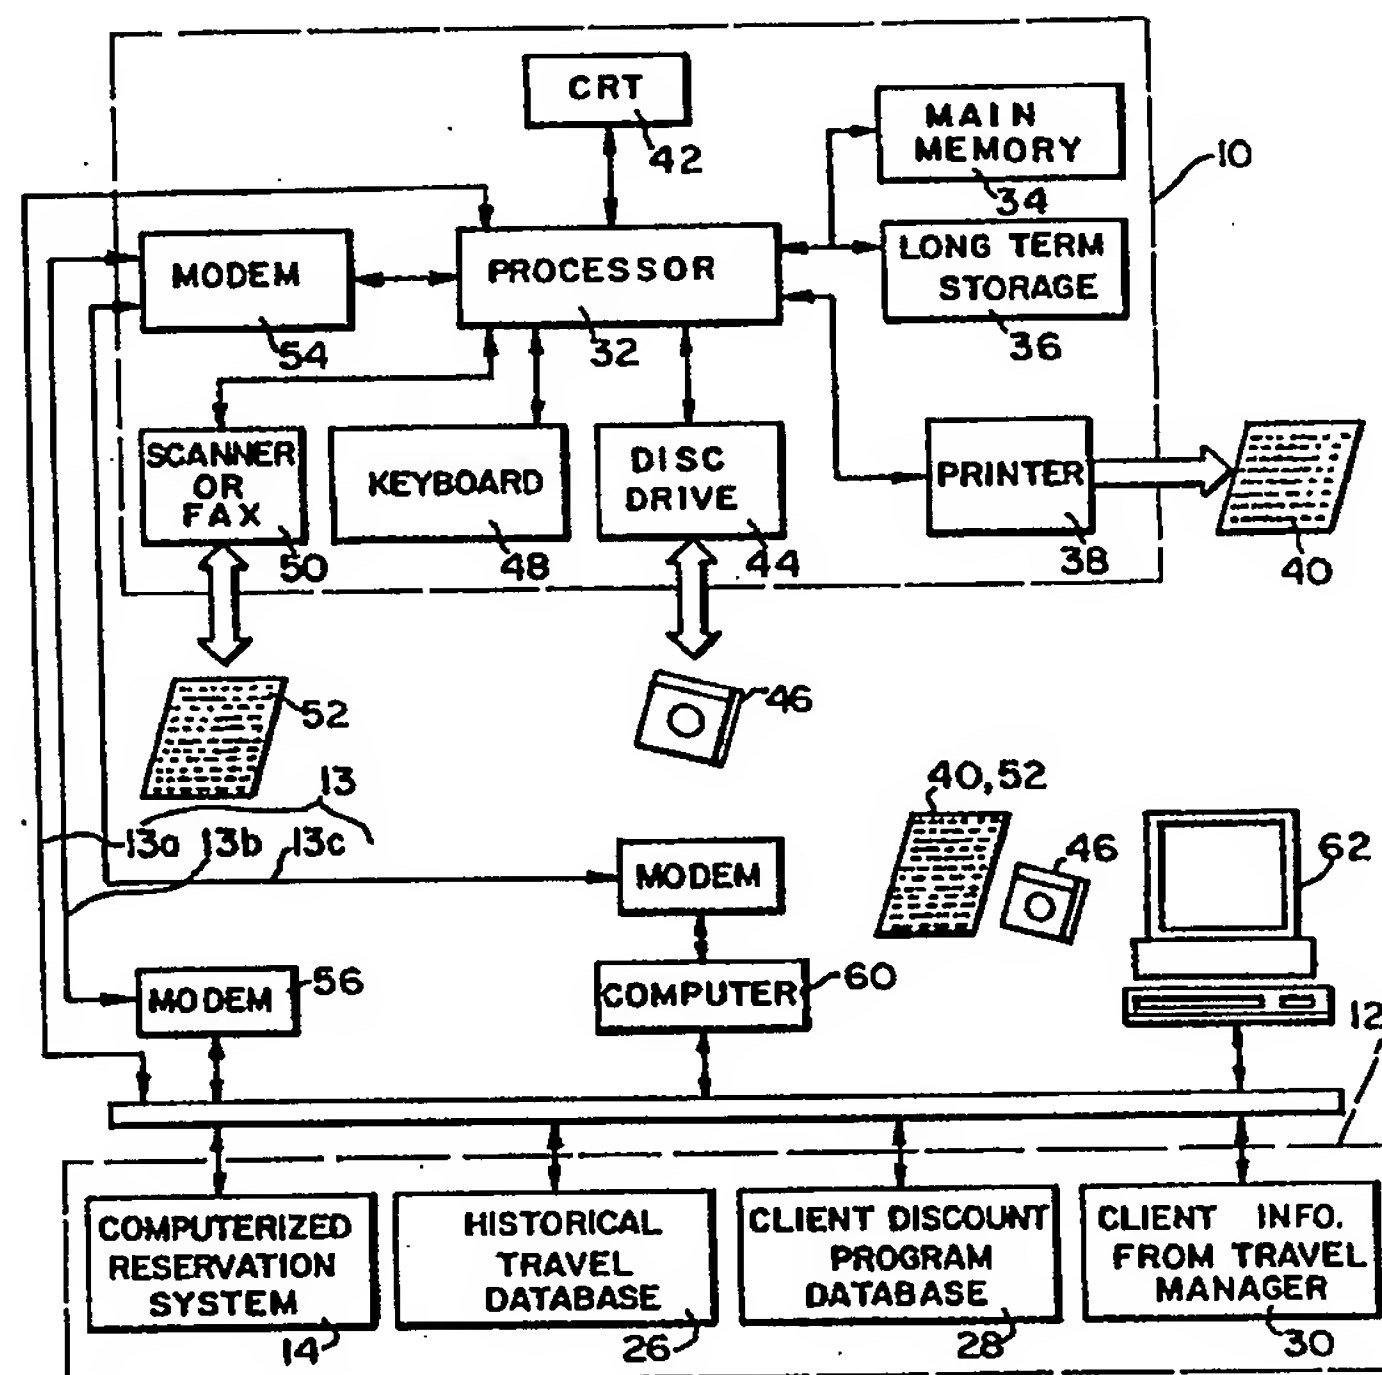 CRT
42
MAIN
MEMORY
34
10
LONG TERM
STORAGE
36
MODEM
54
PROCESSOR
32
SCANNER
OR
FAX
50
KEYBOARD
48
DISC
DRIVE
44
PRINTER
38
40
52
46
13
13a
13b
13c
MODEM
40,52
46
62
MODEM
56
COMPUTER
60
12
COMPUTERIZED
RESERVATION
SYSTEM
14
HISTORICAL
TRAVEL
DATABASE
26
CLIENT DISCOUNT
PROGRAM
DATABASE
28
CLIENT INFO.
FROM TRAVEL
MANAGER
30